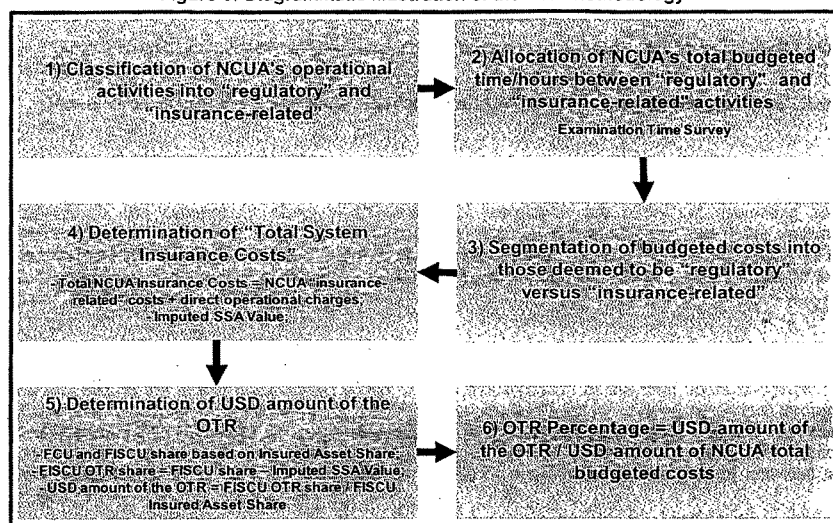 1) Classification of NCUA's operational
activities into "regulatory" and
"insurance-related"
2) Allocation of NCUA's total budgeted
time/hours between "regulatory" and
"insurance-related" activities
Examination Time Survey
3) Segmentation of budgeted costs into
those deemed to be "regulatory"
versus "insurance-related"
4) Determination of "Total System
Insurance Costs"
- Total NCUA Insurance Costs = NCUA "insurance-
related" costs + direct operational charges
- Imputed SSA Value
5) Determination of USD amount of the
OTR
- FCU and FISCU share based on Insured Asset Share
- FISCU OTR share = FISCU share – Imputed SSA Value
- USD amount of the OTR = FISCU OTR share / FISCU
Insured Asset Share
6) OTR Percentage = USD amount of
the OTR / USD amount of NCUA total
budgeted costs